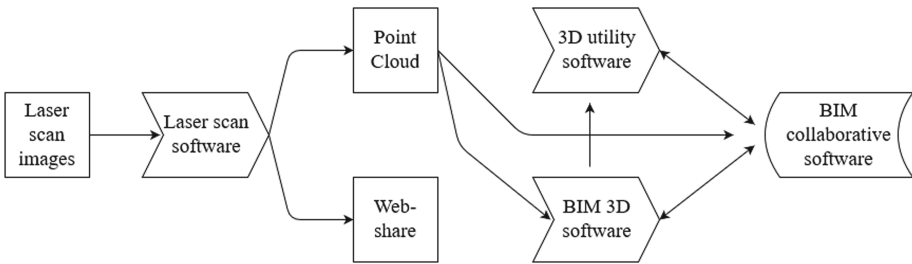 Laser
scan
images
Laser scan
software
Point
Cloud
Web-
share
3D utility
software
BIM 3D
software
BIM
collaborative
software